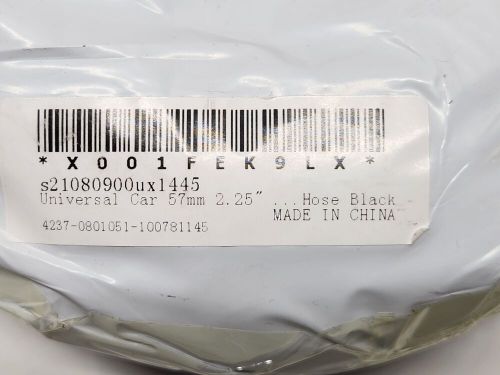 *X001FEK9LX*
s21080900ux1445
Universal Car 57mm 2.25" ...Hose Black
MADE IN CHINA
4237-0801051-100781145